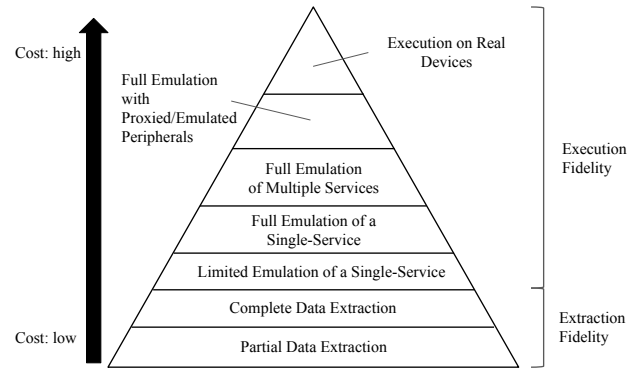 Cost: high
Execution on Real
Devices
Full Emulation
with
Proxied/Emulated
Peripherals
Full Emulation
of Multiple Services
Execution
Fidelity
Full Emulation of a
Single-Service
Limited Emulation of a Single-Service
Complete Data Extraction
Extraction
Fidelity
Cost: low
Partial Data Extraction